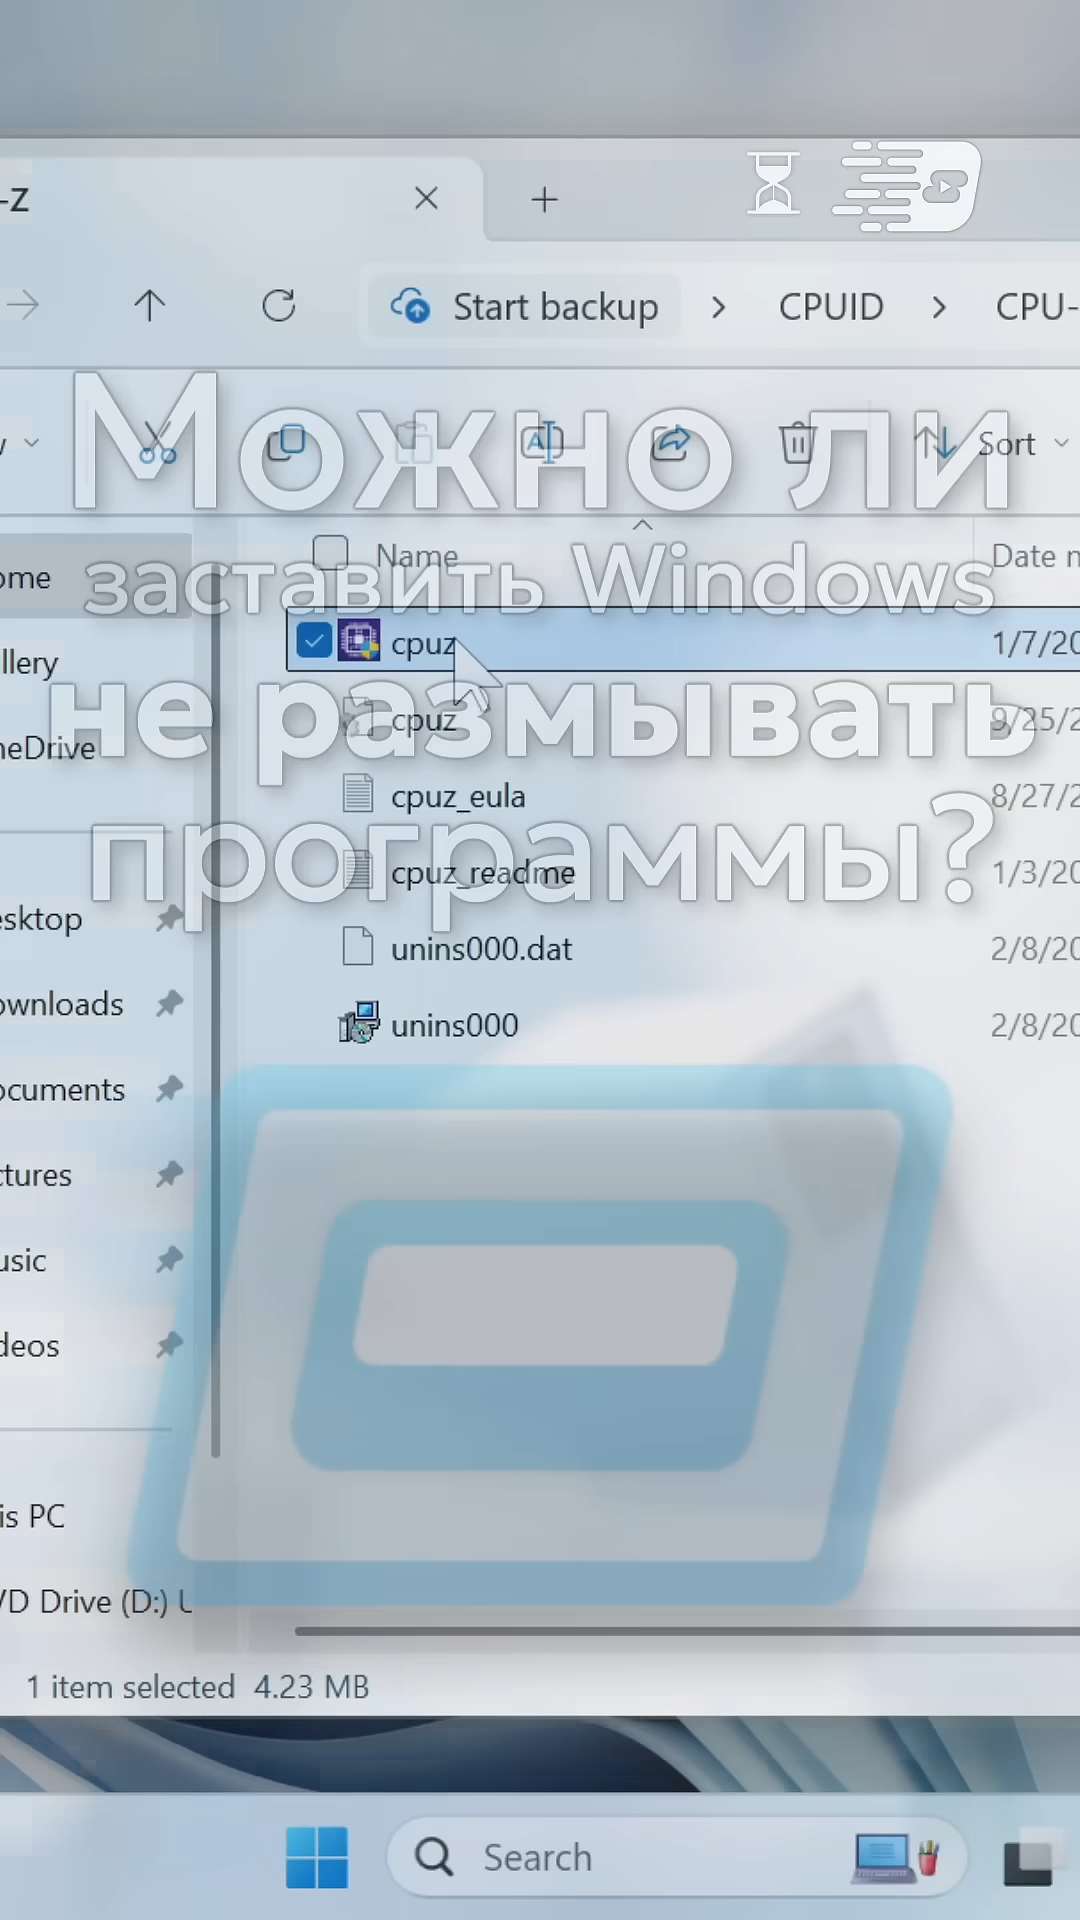 -Z
Start backup > CPUID > CPU-
Можно ли
Sort
Name
Date m
заставить Windows
ome
cpuz 1/7/20
llery
не размывать
cpuz 9/25/2
neDrive
cpuz_eula 8/27/2
программы?
cpuz_readme 1/3/20
esktop
unins000.dat 2/8/20
ownloads
unins000 2/8/20
ocuments
ctures
usic
deos
is PC
VD Drive (D:) U
1 item selected 4.23 MB
Search